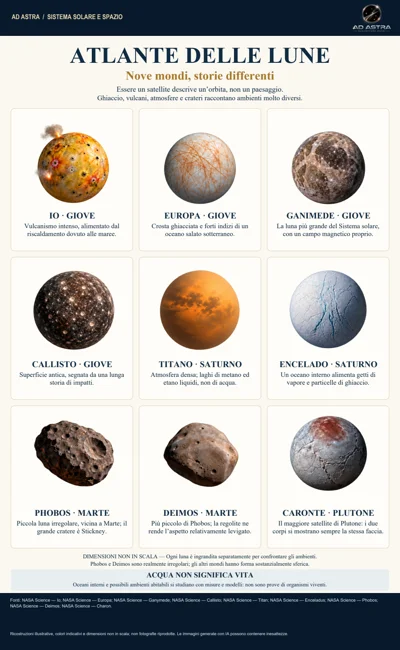 AD ASTRA / SISTEMA SOLARE E SPAZIO
AD ASTRA
ATLANTE DELLE LUNE
Nove mondi, storie differenti
Essere un satellite descrive un'orbita, non un paesaggio.
Ghiaccio, vulcani, atmosfere e crateri raccontano ambienti molto diversi.
IO · GIOVE
Vulcanismo intenso, alimentato dal
riscaldamento dovuto alle maree.
EUROPA · GIOVE
Crosta ghiacciata e forti indizi di un
oceano salato sotterraneo.
GANIMEDE · GIOVE
La luna più grande del Sistema solare,
con un campo magnetico proprio.
CALLISTO · GIOVE
Superficie antica, segnata da una lunga
storia di impatti.
TITANO · SATURNO
Atmosfera densa; laghi di metano ed
etano liquidi, non di acqua.
ENCELADO · SATURNO
Un oceano interno alimenta getti di
vapore e particelle di ghiaccio.
PHOBOS · MARTE
Piccola luna irregolare, vicina a Marte; il
grande cratere è Stickney.
DEIMOS · MARTE
Più piccolo di Phobos; la regolite ne
rende l'aspetto relativamente levigato.
CARONTE · PLUTONE
Il maggiore satellite di Plutone: i due
corpi si mostrano sempre la stessa faccia.
DIMENSIONI NON IN SCALA — Ogni luna è ingrandita separatamente per confrontare gli ambienti.
Phobos e Deimos sono realmente irregolari; gli altri mondi hanno forma sostanzialmente sferica.
ACQUA NON SIGNIFICA VITA
Oceani interni e possibili ambienti abitabili si studiano con misure e modelli: non sono prove di organismi viventi.
Fonti: NASA Science — Io; NASA Science — Europa; NASA Science — Ganymede; NASA Science — Callisto; NASA Science — Titan; NASA Science — Enceladus; NASA Science — Phobos;
NASA Science — Deimos; NASA Science — Charon.
Ricostruzioni illustrative, colori indicativi e dimensioni non in scala: non fotografie riprodotte. Le immagini generate con IA possono contenere inesattezze.